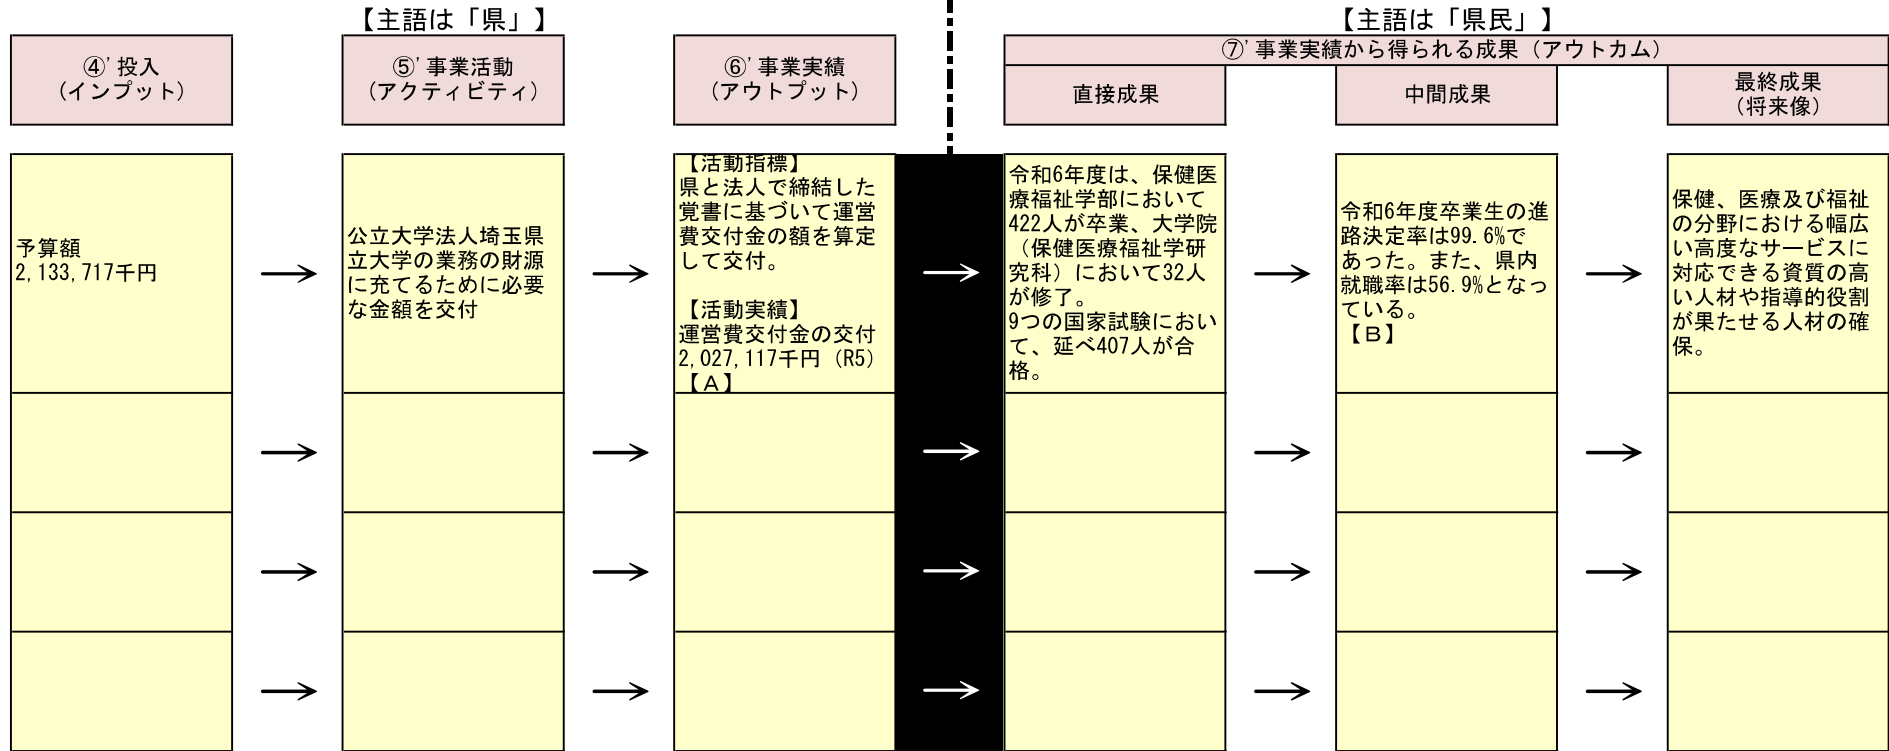 【主語は「県」】
【主語は「県民」】
④’投入
（インプット）
⑤’事業活動
（アクティビティ）
⑥’事業実績
（アウトプット）
⑦’事業実績から得られる成果（アウトカム）
直接成果
中間成果
最終成果
（将来像）
予算額
2,133,717千円
公立大学法人埼玉県
立大学の業務の財源
に充てるために必要
な金額を交付
【活動指標】
県と法人で締結した
覚書に基づいて運営
費交付金の額を算定
して交付。
【活動実績】
運営費交付金の交付
2,027,117千円（R5）
【Ａ】
令和6年度は、保健医
療福祉学部において
422人が卒業、大学院
（保健医療福祉学研
究科）において32人
が修了。
9つの国家試験におい
て、延べ407人が合
格。
令和6年度卒業生の進
路決定率は99.6%で
あった。また、県内
就職率は56.9%となっ
ている。
【Ｂ】
保健、医療及び福祉
の分野における幅広
い高度なサービスに
対応できる資質の高
い人材や指導的役割
が果たせる人材の確
保。